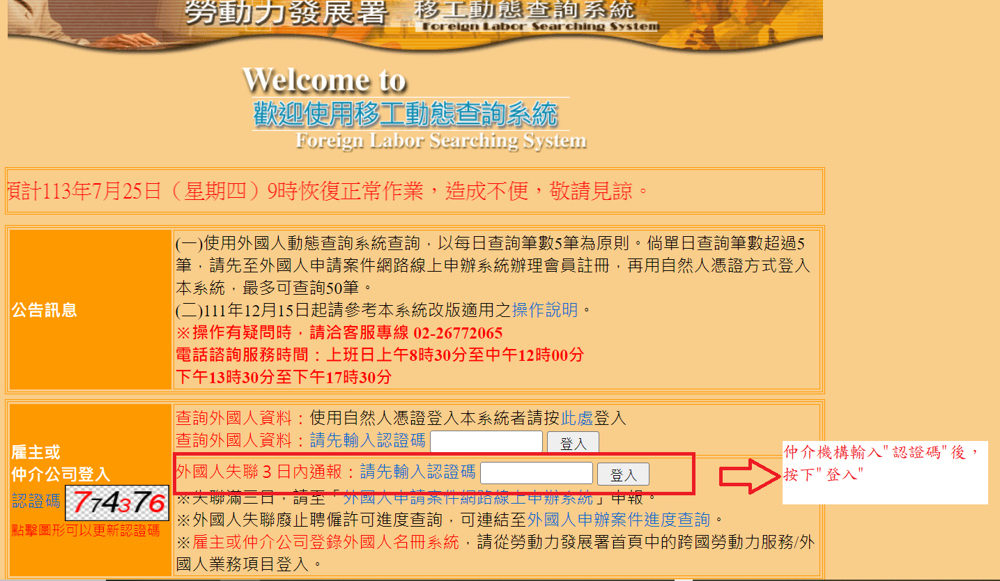 勞動力發展署 移工動態查詢系統
Foreign Labor Searching System
Welcome to
歡迎使用移工動態查詢系統
Foreign Labor Searching System
預計113年7月25日（星期四）9時恢復正常作業，造成不便，敬請見諒。
公告訊息
(一)使用外國人動態查詢系統查詢，以每日查詢筆數5筆為原則。倘單日查詢筆數超過5
筆，請先至外國人申請案件網路線上申辦系統辦理會員註冊，再用自然人憑證方式登入
本系統，最多可查詢50筆。
(二)111年12月15日起請參考本系統改版適用之操作說明。
※操作有疑問時，請洽客服專線 02-26772065
電話諮詢服務時間：上班日上午8時30分至中午12時00分
下午13時30分至下午17時30分
雇主或
仲介公司登入
認證碼 774376
點擊圖形可以更新認證碼
查詢外國人資料：使用自然人憑證登入本系統者請按此處登入
查詢外國人資料：請先輸入認證碼 登入
外國人失聯３日內通報：請先輸入認證碼 登入
※失聯滿三日，請至「外國人申請案件網路線上申辦系統」申報。
※外國人失聯廢止聘僱許可進度查詢，可連結至外國人申辦案件進度查詢。
※雇主或仲介公司登錄外國人名冊系統，請從勞動力發展署首頁中的跨國勞動力服務/外
國人業務項目登入。
仲介機構輸入"認證碼"後，
按下"登入"